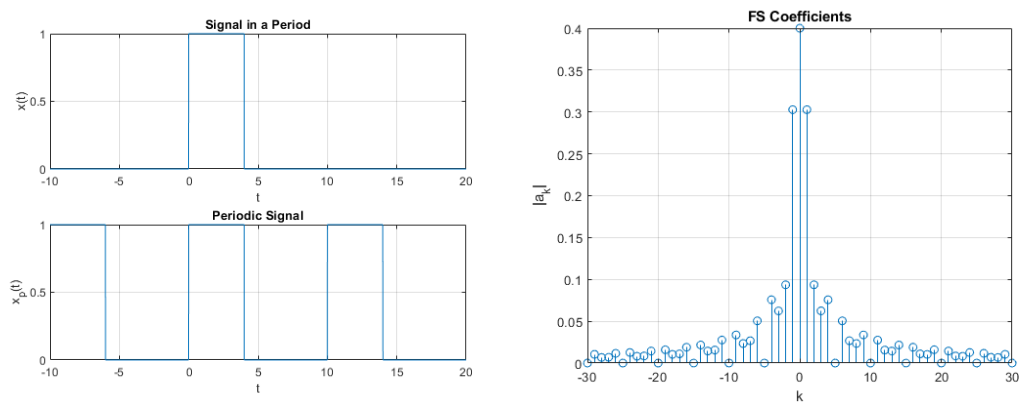 Signal in a Period
1
0.5
0
x(t)
-10 -5 0 5 10 15 20
t
Periodic Signal
1
0.5
0
x_p(t)
-10 -5 0 5 10 15 20
t
FS Coefficients
0.4
0.35
0.3
0.25
0.2
0.15
0.1
0.05
0
|a_k|
-30 -20 -10 0 10 20 30
k